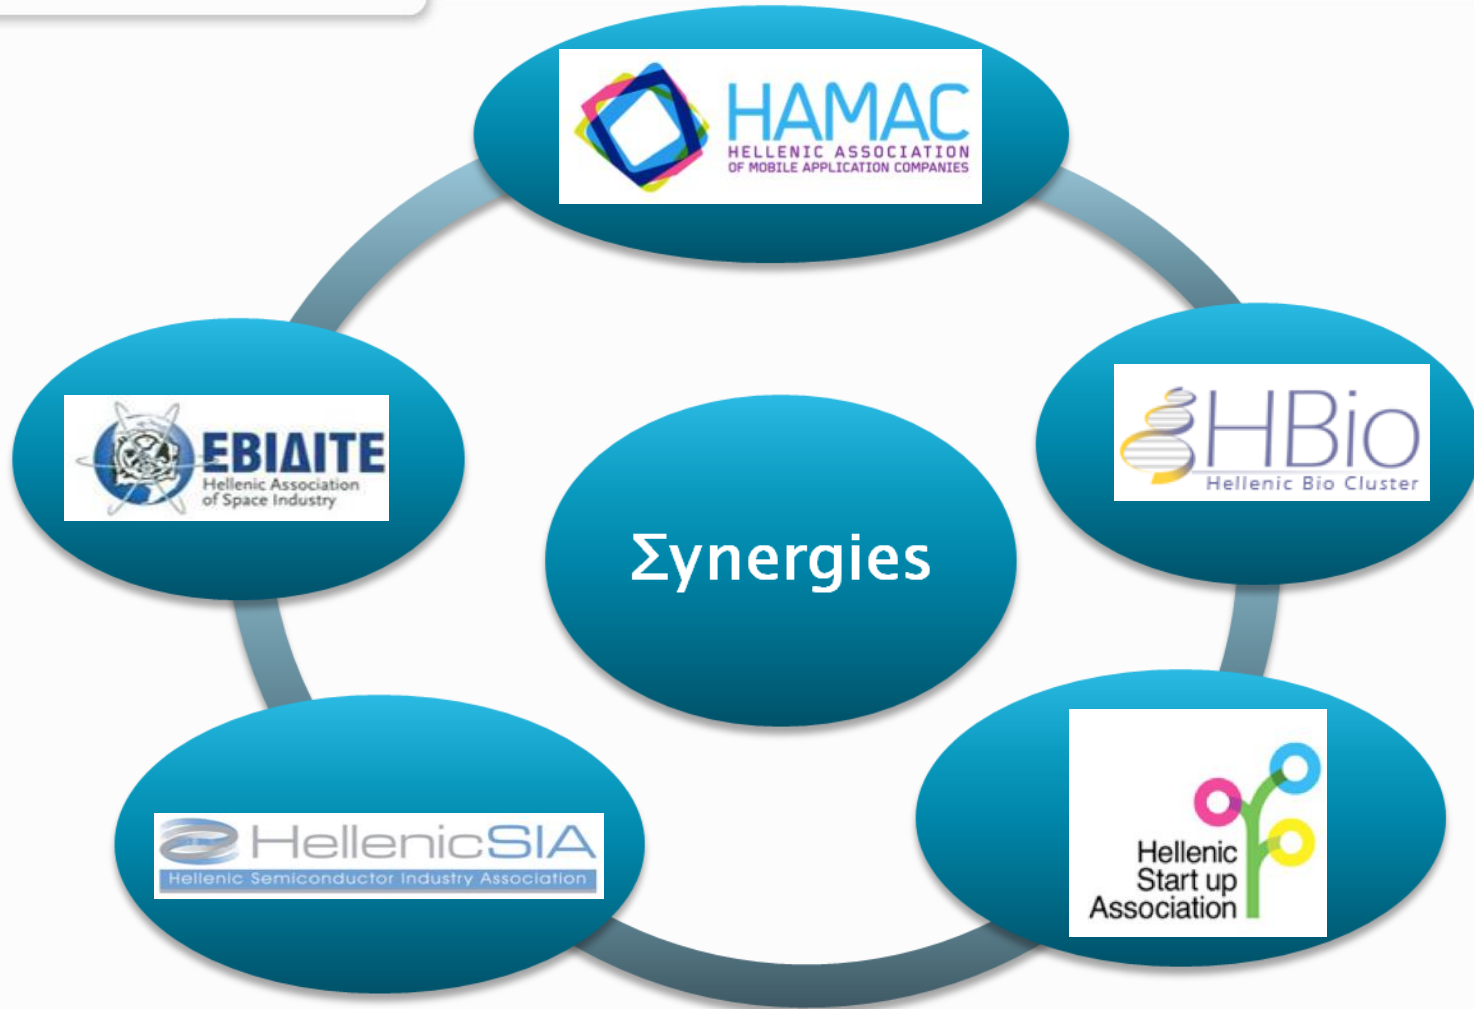 HAMAC
HELLENIC ASSOCIATION
OF MOBILE APPLICATION COMPANIES
HBio
Hellenic Bio Cluster
ΕΒΙΔΙΤΕ
Hellenic Association
of Space Industry
Σynergies
HellenicSIA
Hellenic Semiconductor Industry Association
Hellenic
Start up
Association